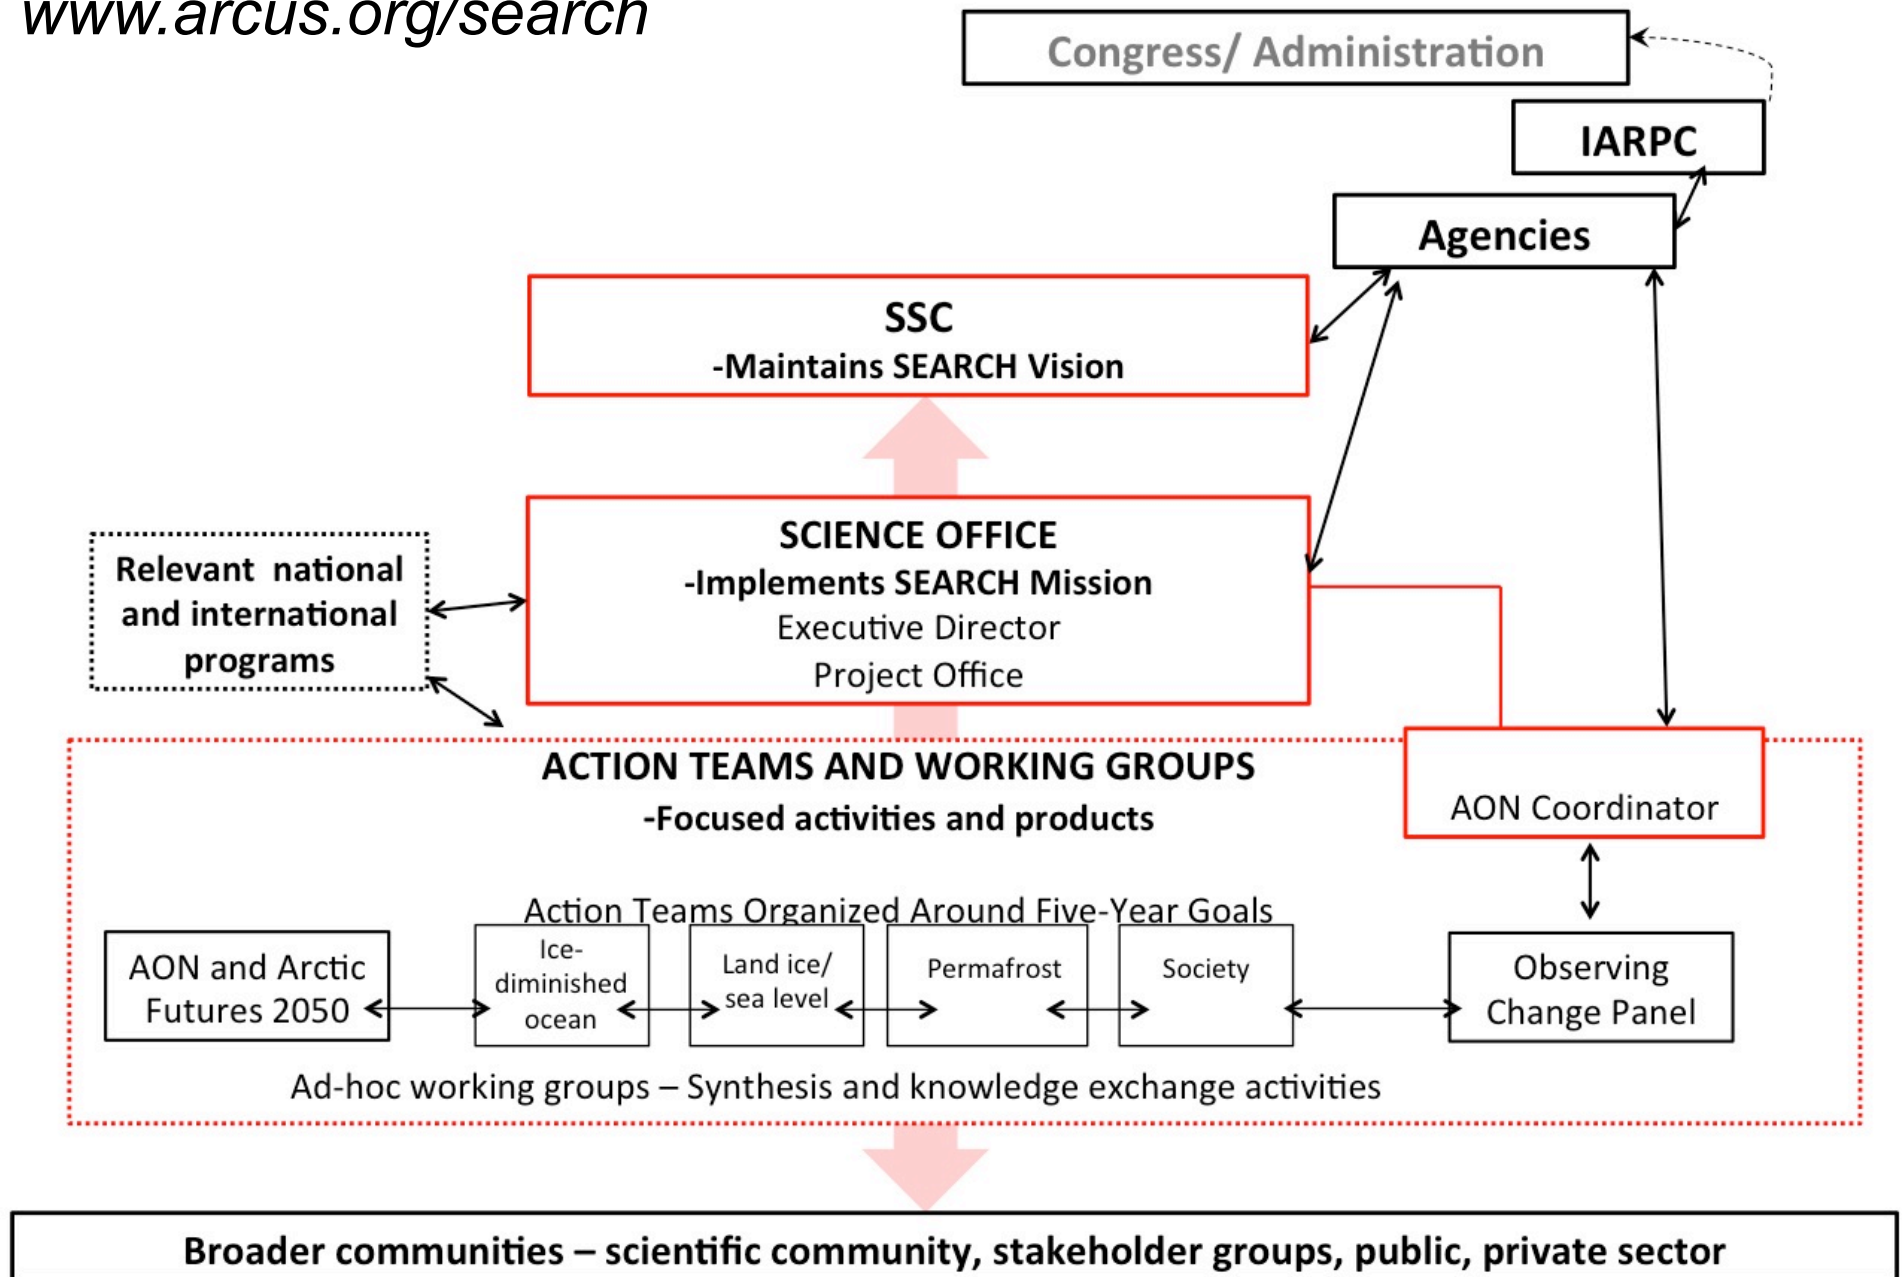 www.arcus.org/search
Congress/ Administration
IARPC
Agencies
SSC
-Maintains SEARCH Vision
SCIENCE OFFICE
-Implements SEARCH Mission
Executive Director
Project Office
Relevant national
and international
programs
ACTION TEAMS AND WORKING GROUPS
-Focused activities and products
AON Coordinator
Action Teams Organized Around Five-Year Goals
AON and Arctic
Futures 2050
Ice-
diminished
ocean
Land ice/
sea level
Permafrost
Society
Observing
Change Panel
Ad-hoc working groups – Synthesis and knowledge exchange activities
Broader communities – scientific community, stakeholder groups, public, private sector